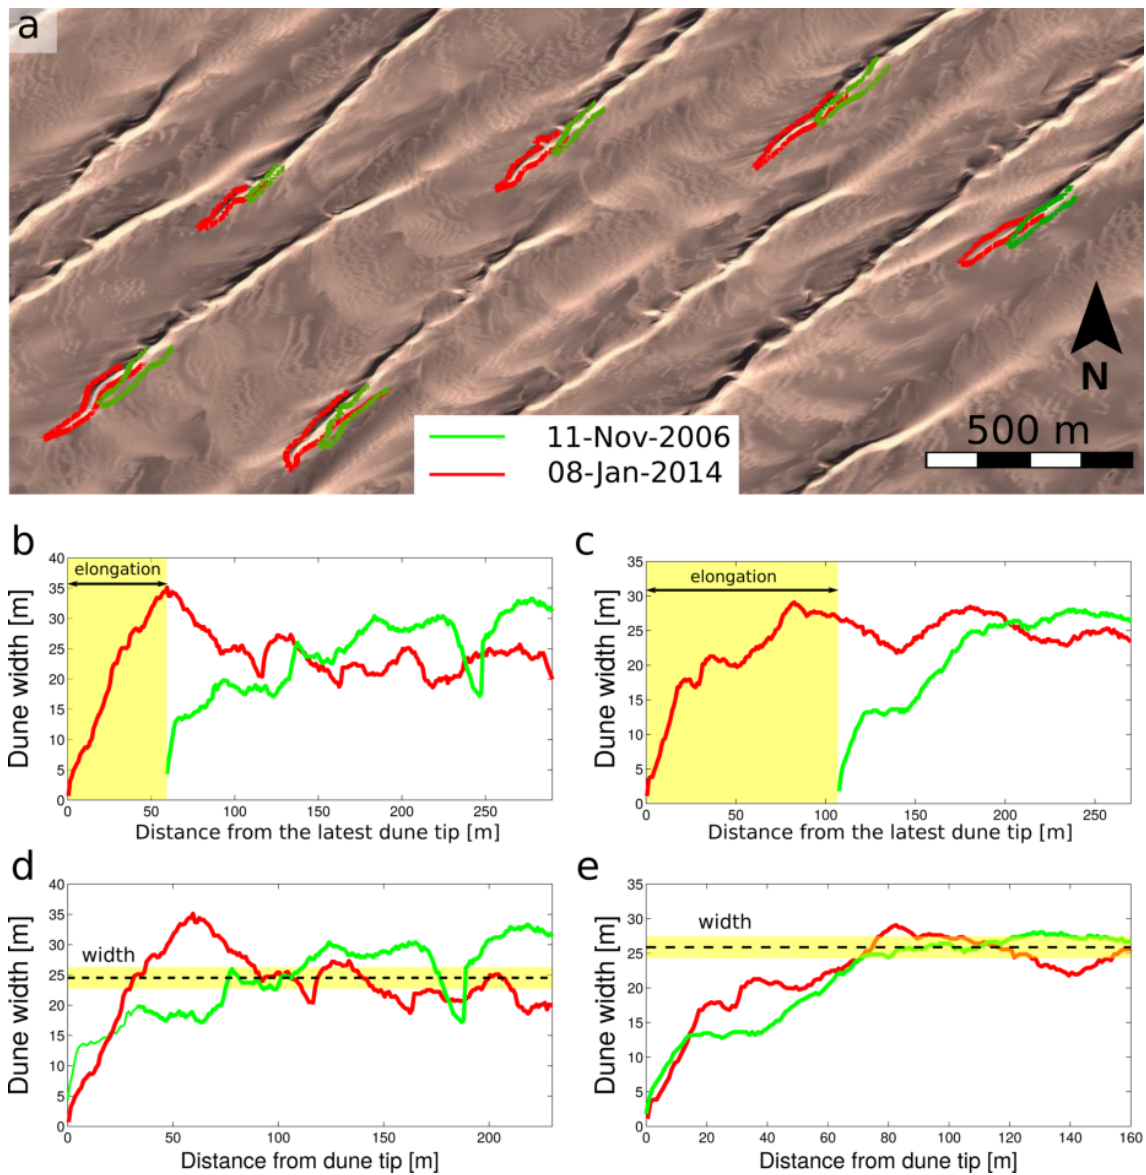 a
N
500 m
11-Nov-2006
08-Jan-2014
b
elongation
Dune width [m]
40
35
30
25
20
15
10
5
0
0 50 100 150 200 250
Distance from the latest dune tip [m]
c
elongation
Dune width [m]
35
30
25
20
15
10
5
0
0 50 100 150 200 250
Distance from the latest dune tip [m]
d
width
Dune width [m]
40
35
30
25
20
15
10
5
0
0 50 100 150 200
Distance from dune tip [m]
e
width
Dune width [m]
35
30
25
20
15
10
5
0
0 20 40 60 80 100 120 140 160
Distance from dune tip [m]